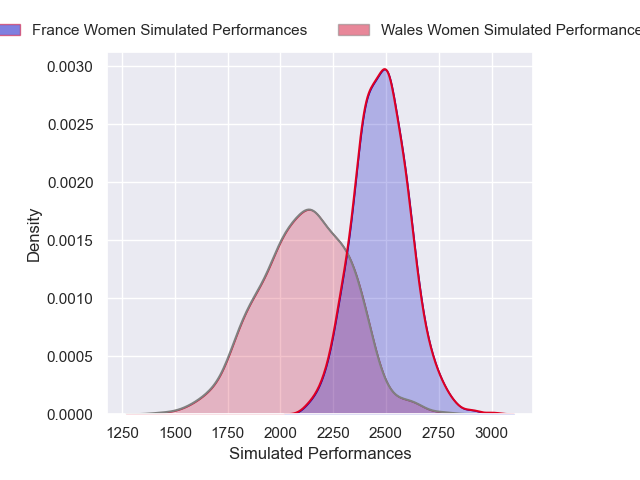 France Women Simulated Performances
Wales Women Simulated Performance
0.0030
0.0025
0.0020
0.0015
0.0010
0.0005
0.0000
Density
1250 1500 1750 2000 2250 2500 2750 3000
Simulated Performances